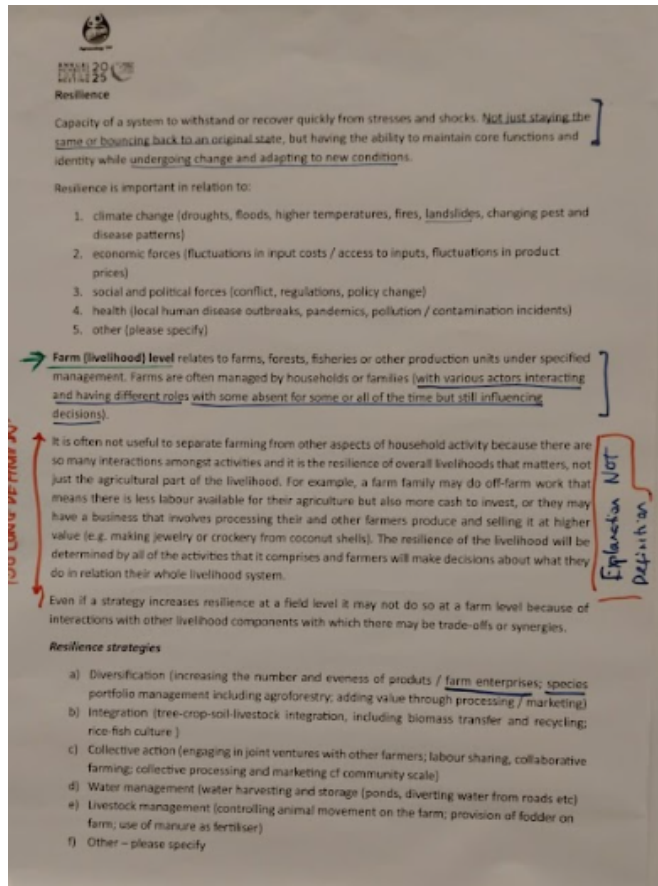 ANNUAL 20
25
Resilience
Capacity of a system to withstand or recover quickly from stresses and shocks. Not just staying the
same or bouncing back to an original state, but having the ability to maintain core functions and
identity while undergoing change and adapting to new conditions.
Resilience is important in relation to:
1. climate change (droughts, floods, higher temperatures, fires, landslides, changing pest and
disease patterns)
2. economic forces (fluctuations in input costs / access to inputs, fluctuations in product
prices)
3. social and political forces (conflict, regulations, policy change)
4. health (local human disease outbreaks, pandemics, pollution / contamination incidents)
5. other (please specify)
Farm (livelihood) level relates to farms, forests, fisheries or other production units under specified
management. Farms are often managed by households or families (with various actors interacting
and having different roles with some absent for some or all of the time but still influencing
decisions).
It is often not useful to separate farming from other aspects of household activity because there are
so many interactions amongst activities and it is the resilience of overall livelihoods that matters, not
just the agricultural part of the livelihood. For example, a farm family may do off-farm work that
means there is less labour available for their agriculture but also more cash to invest, or they may
have a business that involves processing their and other farmers produce and selling it at higher
value (e.g. making jewelry or crockery from coconut shells). The resilience of the livelihood will be
determined by all of the activities that it comprises and farmers will make decisions about what they
do in relation their whole livelihood system.
Explanation NOT
Definition
Even if a strategy increases resilience at a field level it may not do so at a farm level because of
interactions with other livelihood components with which there may be trade-offs or synergies.
Resilience strategies
a) Diversification (increasing the number and eveness of produts / farm enterprises; species
portfolio management including agroforestry; adding value through processing / marketing)
b) Integration (tree-crop-soil-livestock integration, including biomass transfer and recycling;
rice-fish culture )
c) Collective action (engaging in joint ventures with other farmers; labour sharing, collaborative
farming; collective processing and marketing cf community scale)
d) Water management (water harvesting and storage (ponds, diverting water from roads etc)
e) Livestock management (controlling animal movement on the farm; provision of fodder on
farm; use of manure as fertiliser)
f) Other – please specify